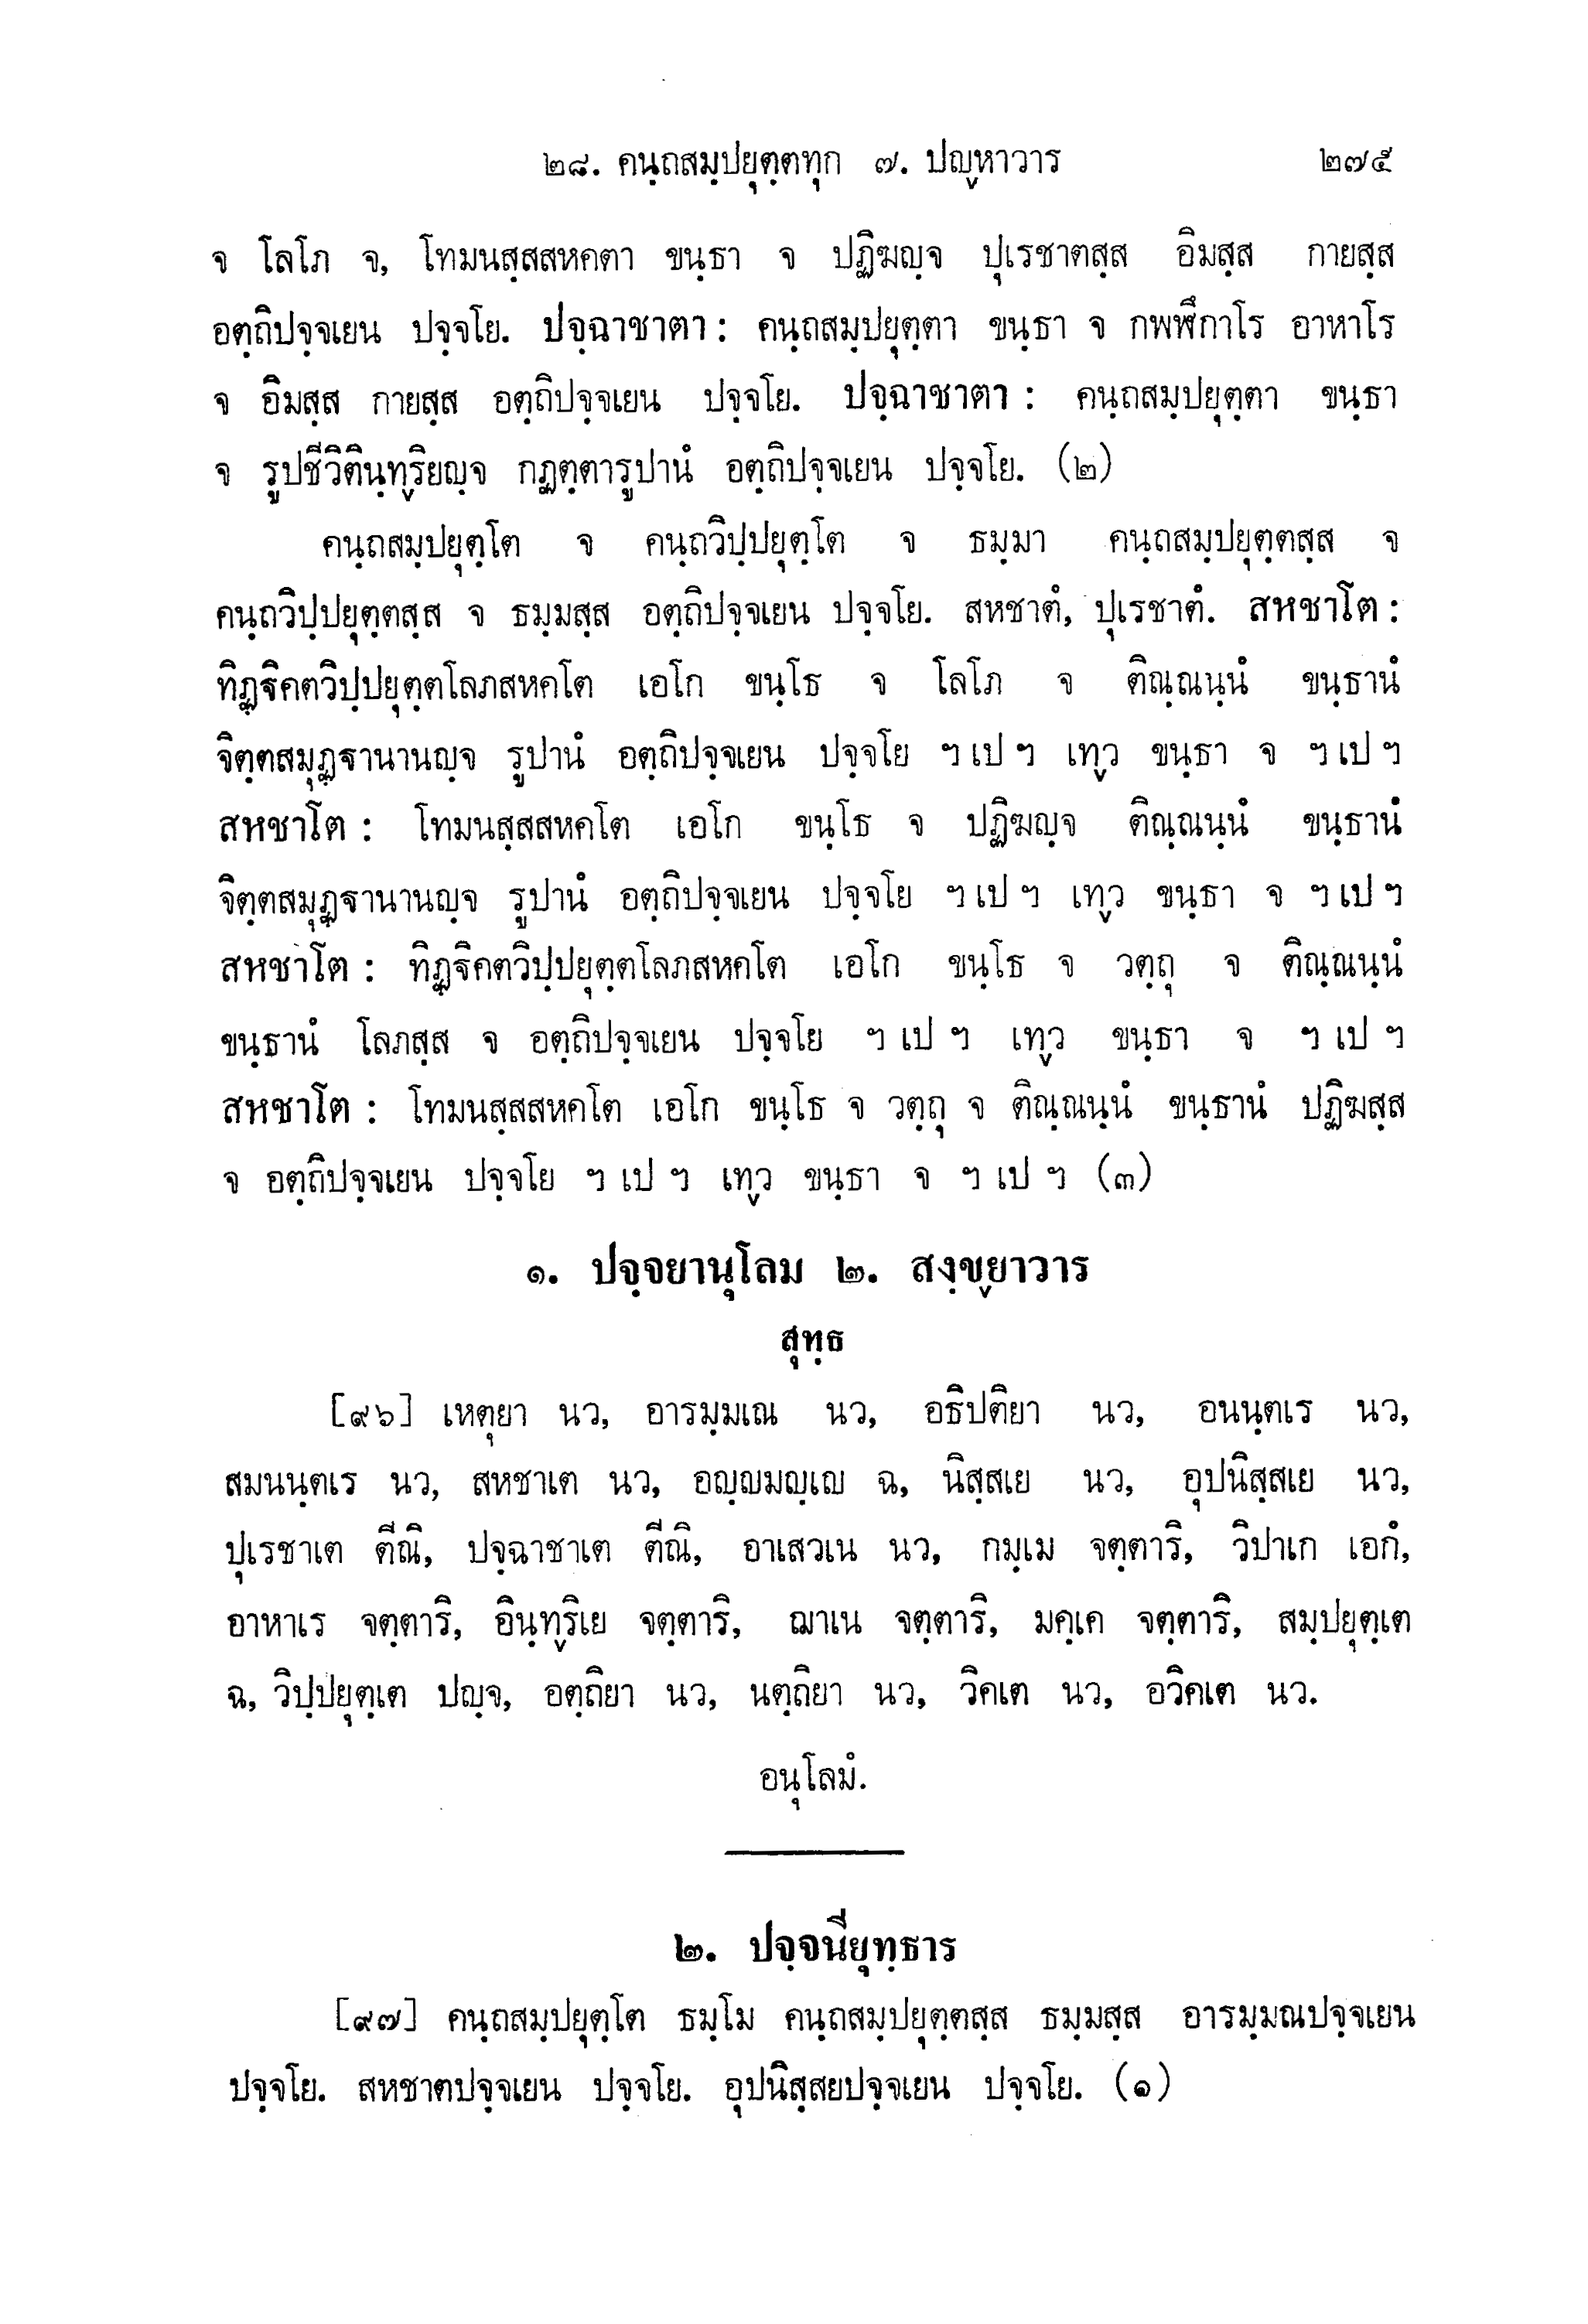 ๒๘. คนฺถสมฺปยุตฺตทุก ๗. ปญฺหาวาร ๒๗๕
จ โลโภ จ, โทมนสฺสสหคตา ขนฺธา จ ปฏิฆญฺจ ปุเรชาตสฺส อิมสฺส กายสฺส
อตฺถิปจฺจเยน ปจฺจโย. ปจฺฉาชาตา : คนฺถสมฺปยุตฺตา ขนฺธา จ กพฬีกาโร อาหาโร
จ อิมสฺส กายสฺส อตฺถิปจฺจเยน ปจฺจโย. ปจฺฉาชาตา : คนฺถสมฺปยุตฺตา ขนฺธา
จ รูปชีวิตินฺทฺริยญฺจ กฏตฺตารูปานํ อตฺถิปจฺจเยน ปจฺจโย. (๒)
คนฺถสมฺปยุตฺโต จ คนฺถวิปฺปยุตฺโต จ ธมฺมา คนฺถสมฺปยุตฺตสฺส จ
คนฺถวิปฺปยุตฺตสฺส จ ธมฺมสฺส อตฺถิปจฺจเยน ปจฺจโย. สหชาตํ, ปุเรชาตํ. สหชาโต :
ทิฏฺฐิคตวิปฺปยุตฺตโลภสหคโต เอโก ขนฺโธ จ โลโภ จ ติณฺณนฺนํ ขนฺธานํ
จิตฺตสมุฏฺฐานานญฺจ รูปานํ อตฺถิปจฺจเยน ปจฺจโย ฯ เป ฯ เทฺว ขนฺธา จ ฯ เป ฯ
สหชาโต : โทมนสฺสสหคโต เอโก ขนฺโธ จ ปฏิฆญฺจ ติณฺณนฺนํ ขนฺธานํ
จิตฺตสมุฏฺฐานานญฺจ รูปานํ อตฺถิปจฺจเยน ปจฺจโย ฯ เป ฯ เทฺว ขนฺธา จ ฯ เป ฯ
สหชาโต : ทิฏฺฐิคตวิปฺปยุตฺตโลภสหคโต เอโก ขนฺโธ จ วตฺถุ จ ติณฺณนฺนํ
ขนฺธานํ โลภสฺส จ อตฺถิปจฺจเยน ปจฺจโย ฯ เป ฯ เทฺว ขนฺธา จ ฯ เป ฯ
สหชาโต : โทมนสฺสสหคโต เอโก ขนฺโธ จ วตฺถุ จ ติณฺณนฺนํ ขนฺธานํ ปฏิฆสฺส
จ อตฺถิปจฺจเยน ปจฺจโย ฯ เป ฯ เทฺว ขนฺธา จ ฯ เป ฯ (๓)
๑. ปจฺจยานุโลม ๒. สงฺขฺยาวาร
สุทฺธ
[๙๖] เหตุยา นว, อารมฺมเณ นว, อธิปติยา นว, อนนฺตเร นว,
สมนนฺตเร นว, สหชาเต นว, อญฺญมญฺเญ ฉ, นิสฺสเย นว, อุปนิสฺสเย นว,
ปุเรชาเต ตีณิ, ปจฺฉาชาเต ตีณิ, อาเสวเน นว, กมฺเม จตฺตาริ, วิปาเก เอกํ,
อาหาเร จตฺตาริ, อินฺทฺริเย จตฺตาริ, ฌาเน จตฺตาริ, มคฺเค จตฺตาริ, สมฺปยุตฺเต
ฉ, วิปฺปยุตฺเต ปญฺจ, อตฺถิยา นว, นตฺถิยา นว, วิคเต นว, อวิคเต นว.
อนุโลมํ.
๒. ปจฺจนียุทฺธาร
[๙๗] คนฺถสมฺปยุตฺโต ธมฺโม คนฺถสมฺปยุตฺตสฺส ธมฺมสฺส อารมฺมณปจฺจเยน
ปจฺจโย. สหชาตปจฺจเยน ปจฺจโย. อุปนิสฺสยปจฺจเยน ปจฺจโย. (๑)